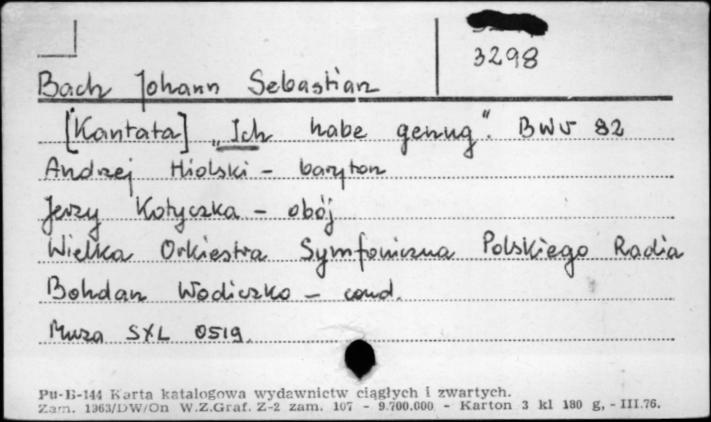 3298
Bach Johann Sebastian
[Kantata] „Ich habe genug". BWV 82
Andrzej Hiolski - baryton
Jerzy Kotyczka - obój
Wielka Orkiestra Symfoniczna Polskiego Radia
Bohdan Wodiczko - cond.
Muza SXL 0519.
Pu-B-144 Karta katalogowa wydawnictw ciągłych i zwartych.
Zam. 1963/DW/On W.Z.Graf. Z-2 zam. 107 - 9.700.000 - Karton 3 kl 180 g, - III.76.